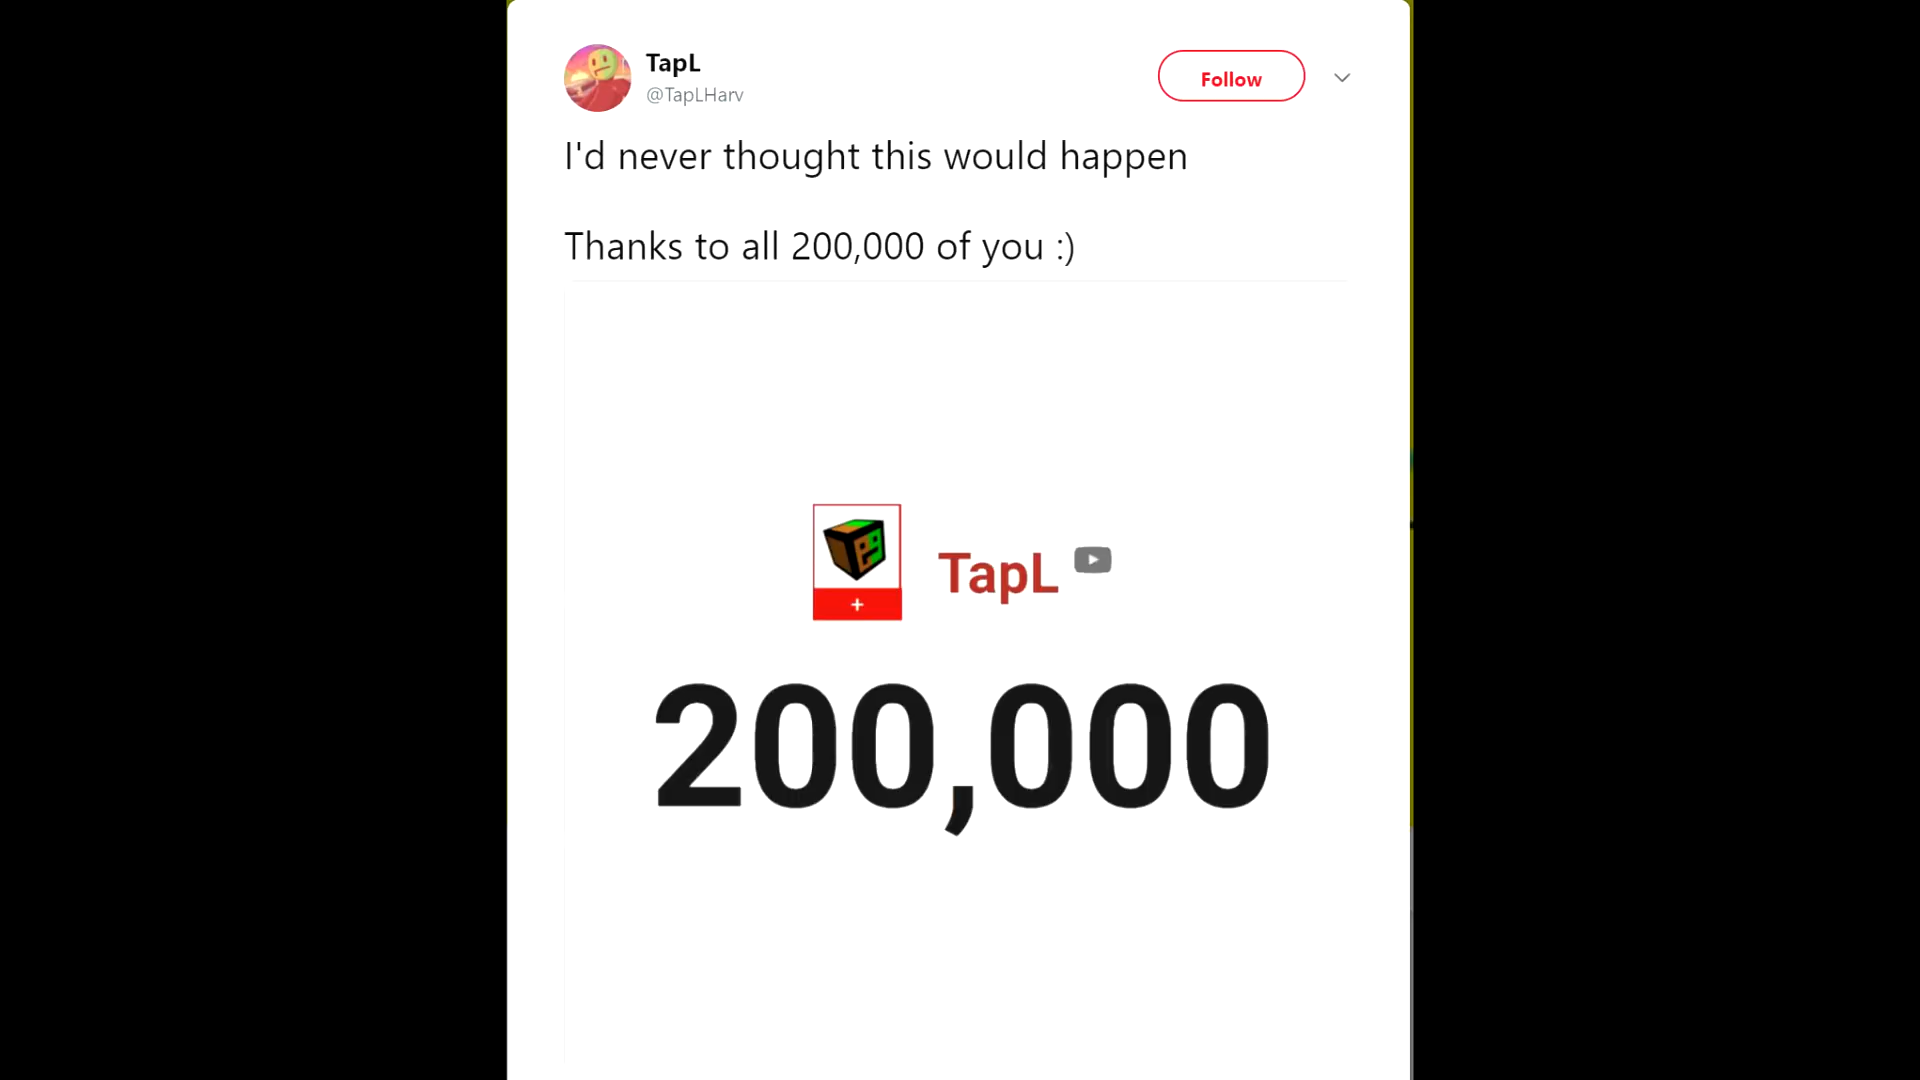 TapL
@TapLHarv
Follow
I'd never thought this would happen
Thanks to all 200,000 of you :)
TapL
+
200,000